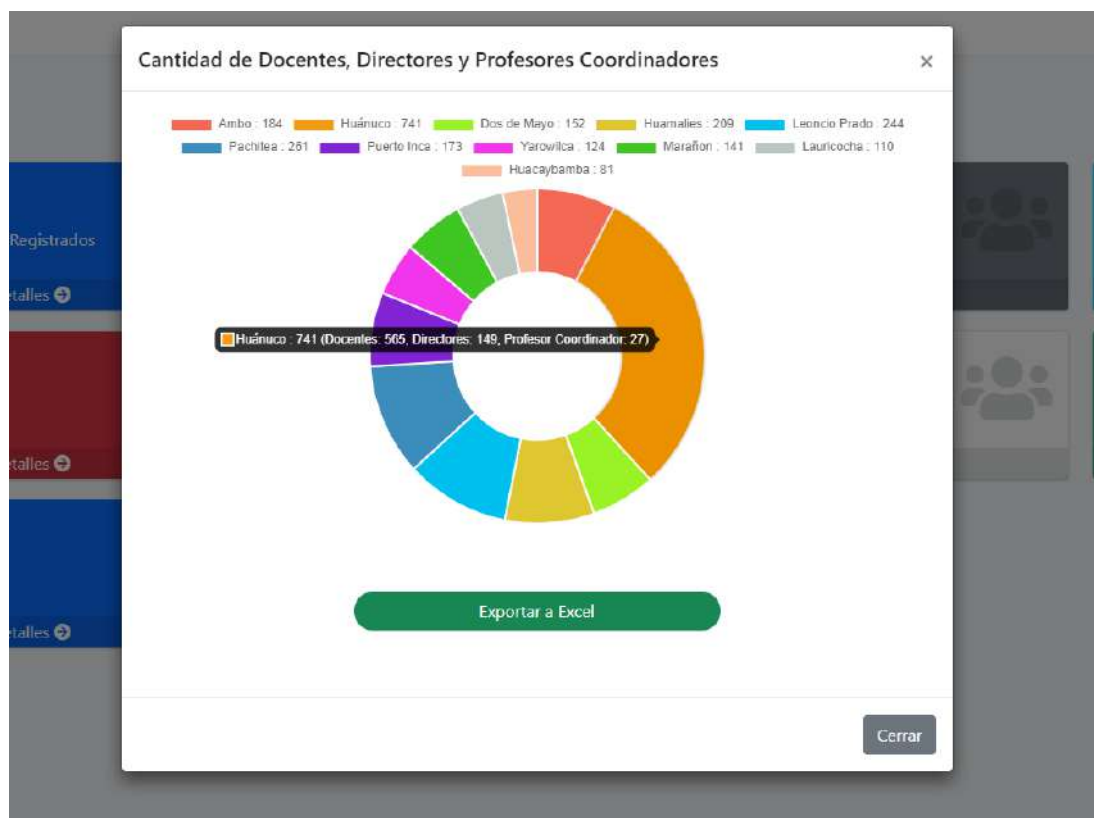 Cantidad de Docentes, Directores y Profesores Coordinadores ×
Ambo : 184 Huánuco : 741 Dos de Mayo : 152 Huamalies : 209 Leoncio Prado : 244
Pachitea : 261 Puerto Inca : 173 Yarowilca : 124 Marañon : 141 Lauricocha : 110
Huacaybamba : 81
Registrados
talles
Huánuco : 741 (Docentes: 565, Directores: 149, Profesor Coordinador: 27)
talles
Exportar a Excel
talles
Cerrar